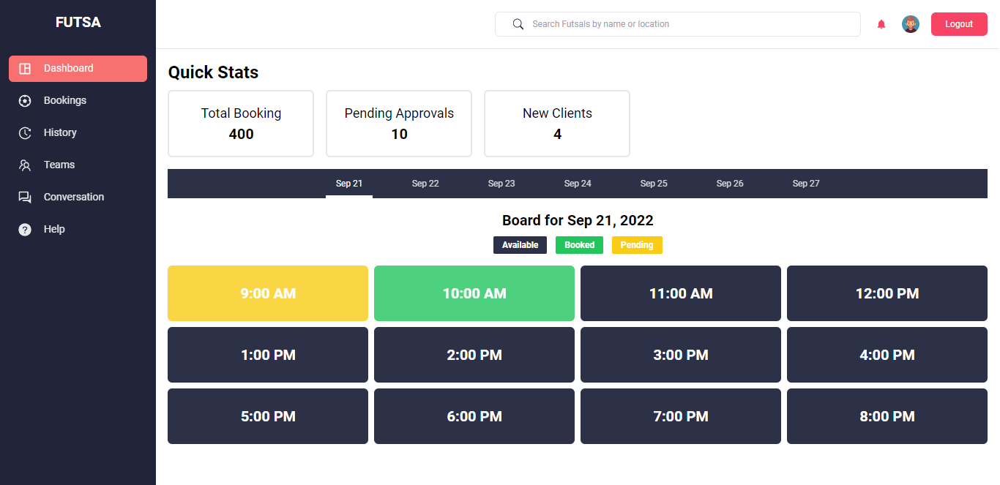 FUTSA
Search Futsals by name or location
Logout
Dashboard
Bookings
History
Teams
Conversation
Help
Quick Stats
Total Booking
400
Pending Approvals
10
New Clients
4
Sep 21 Sep 22 Sep 23 Sep 24 Sep 25 Sep 26 Sep 27
Board for Sep 21, 2022
Available Booked Pending
9:00 AM 10:00 AM 11:00 AM 12:00 PM
1:00 PM 2:00 PM 3:00 PM 4:00 PM
5:00 PM 6:00 PM 7:00 PM 8:00 PM